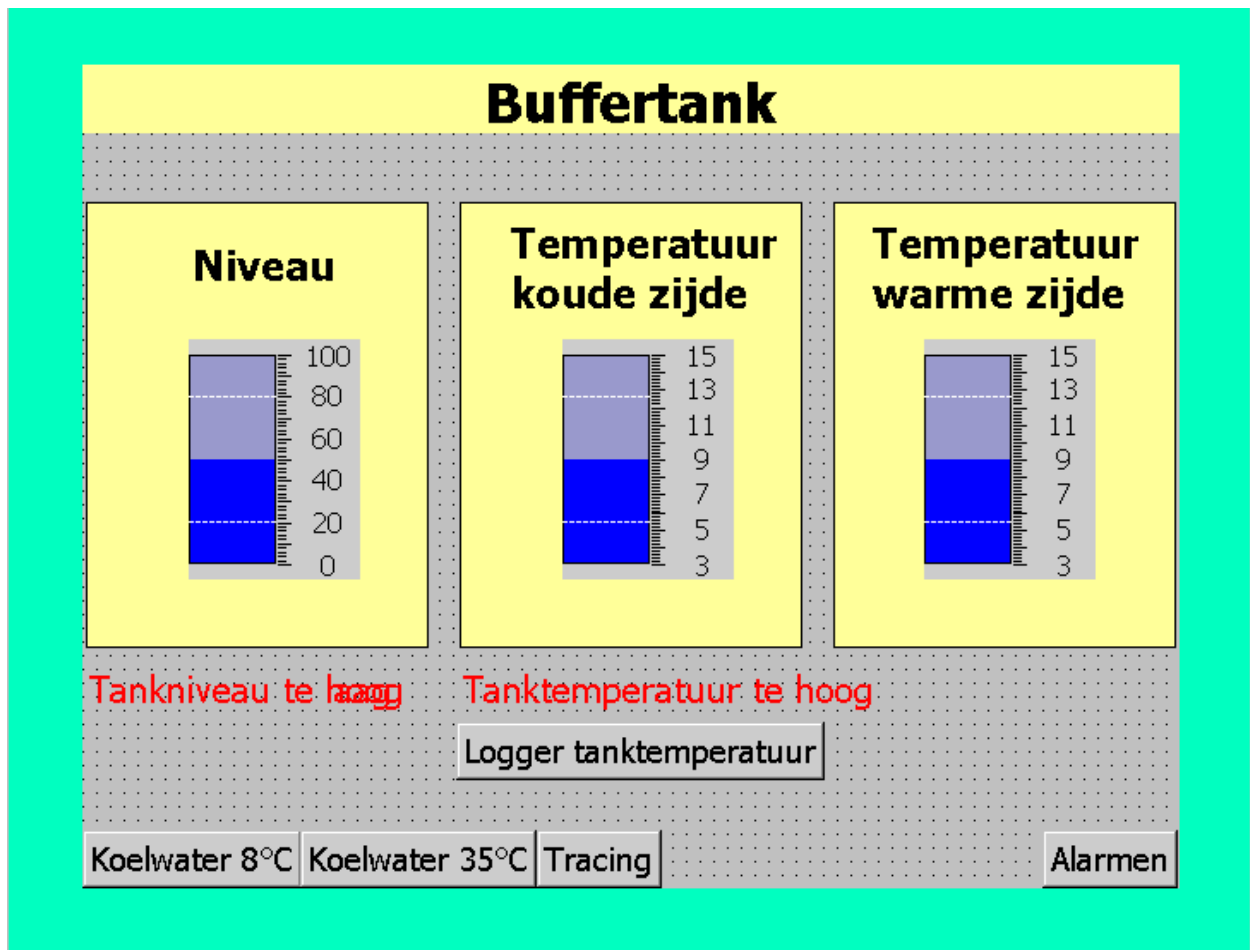 Buffertank
Niveau
100
80
60
40
20
0
Temperatuur
koude zijde
15
13
11
9
7
5
3
Temperatuur
warme zijde
15
13
11
9
7
5
3
Tankniveau te
Tanktemperatuur te hoog
Logger tanktemperatuur
Koelwater 8°C
Koelwater 35°C
Tracing
Alarmen